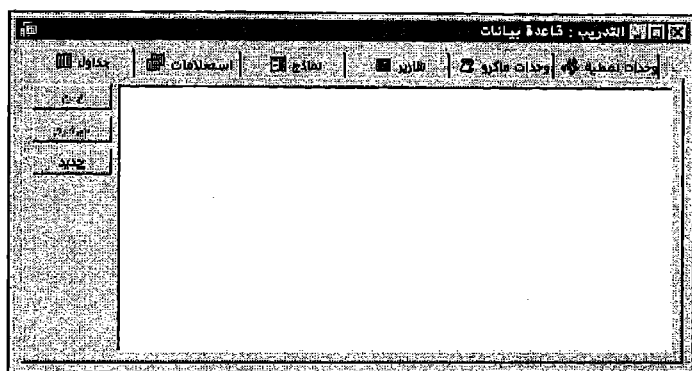 التدريب : قاعدة بيانات
جداول استعلامات نماذج تقارير وحدات ماكرو وحدات نمطية
جديد